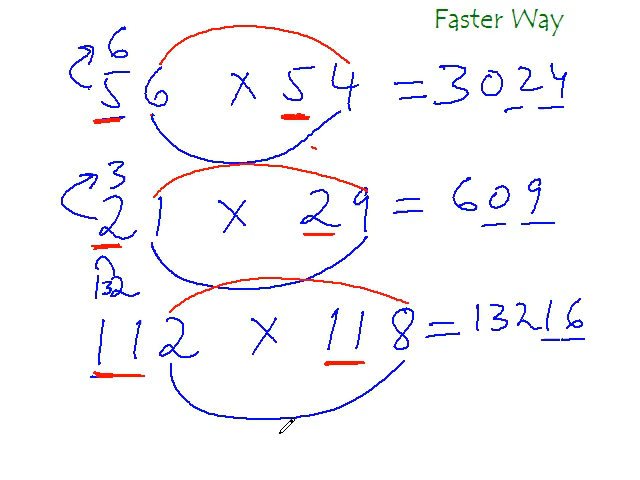 Faster Way
6
56 × 54 = 3024
3
21 × 29 = 609
132
112 × 118 = 13216